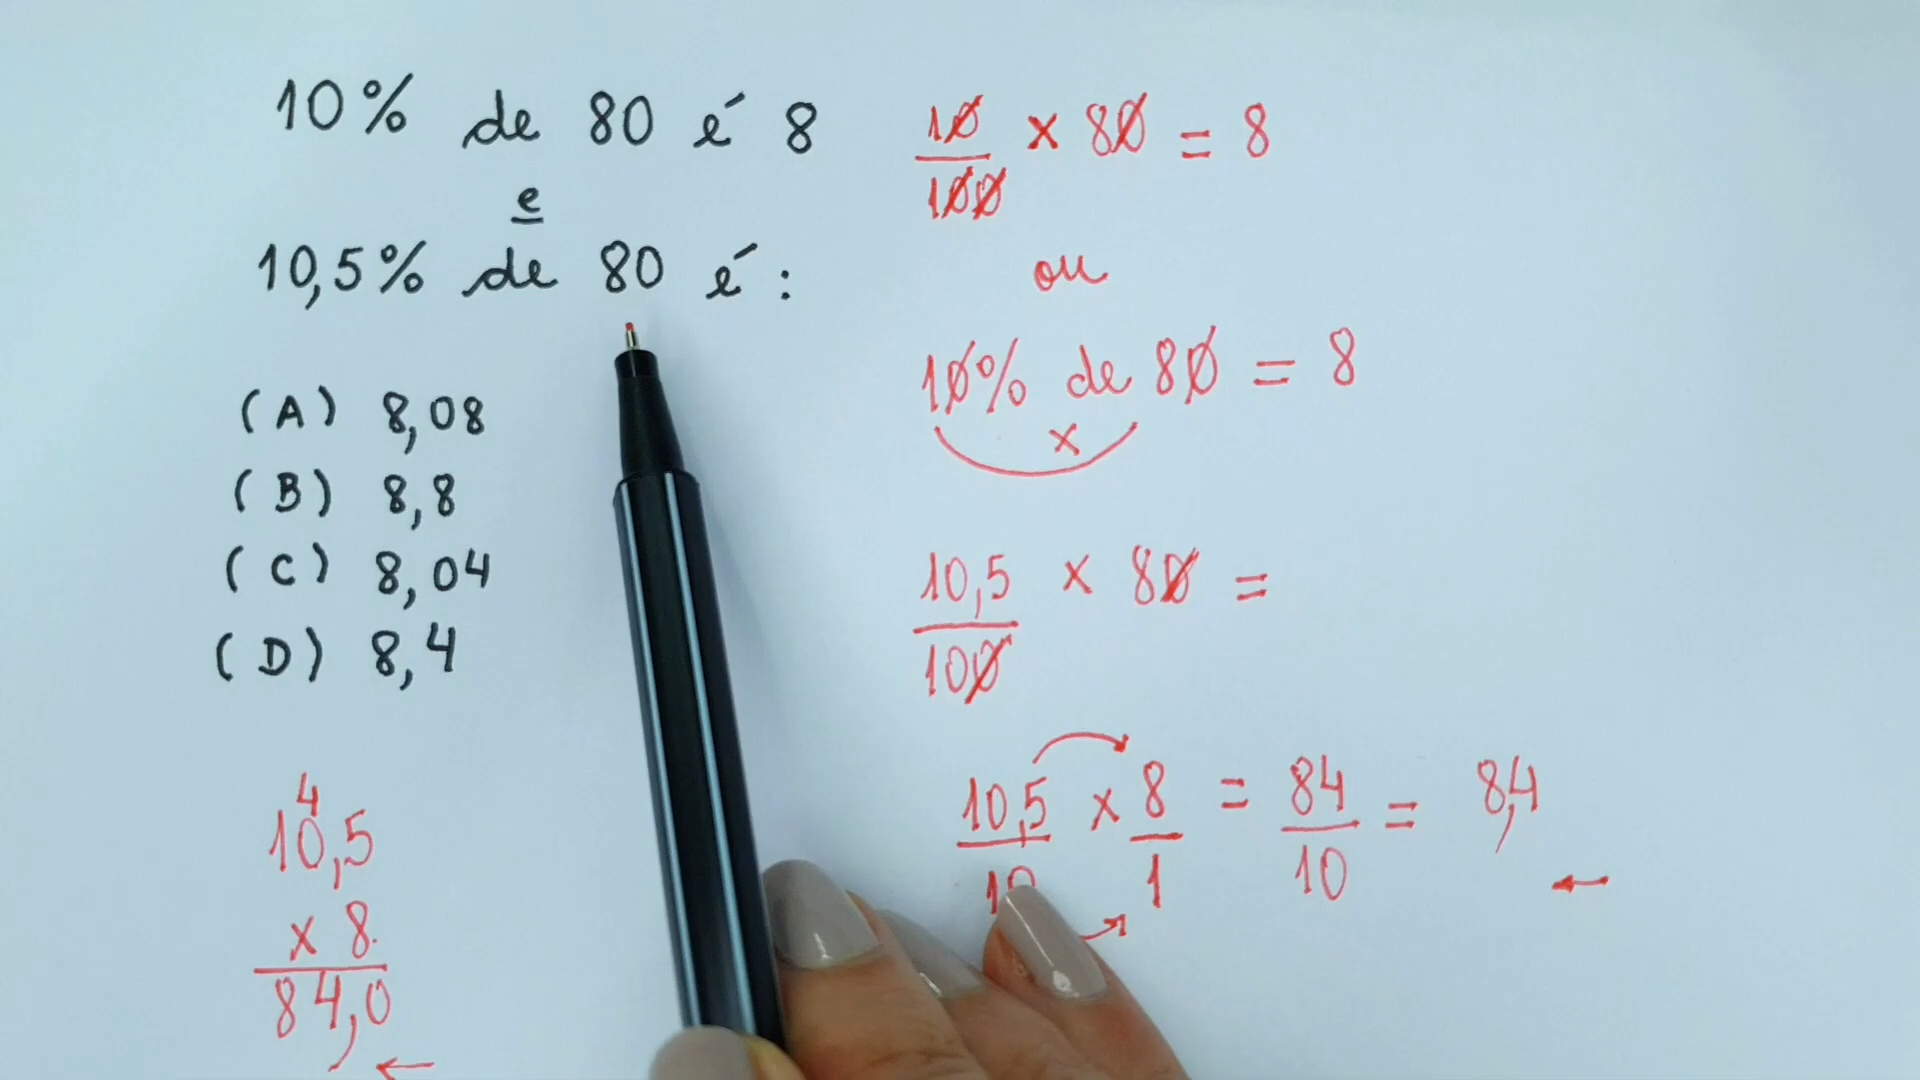 10% de 80 é 8
e
10,5% de 80 é:
(A) 8,08
(B) 8,8
(C) 8,04
(D) 8,4
4
10,5
x 8
84,0
10/100 x 80 = 8
ou
10% de 80 = 8
x
10,5/100 x 80 =
10,5/10 x 8/1 = 84/10 = 8,4